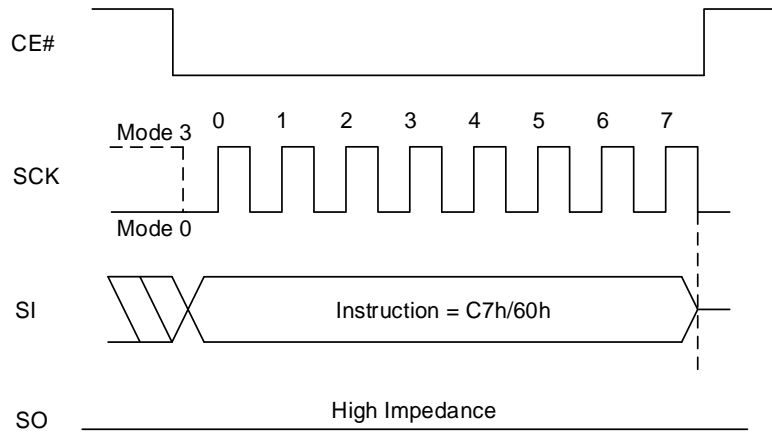 CE#
Mode 3
0 1 2 3 4 5 6 7
SCK
Mode 0
SI
Instruction = C7h/60h
SO
High Impedance